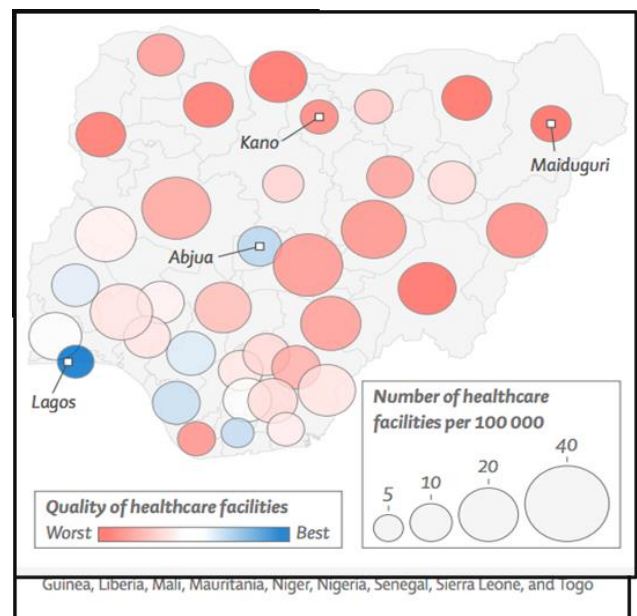 Kano
Maiduguri
Abjua
Lagos
Number of healthcare
facilities per 100 000
5
10
20
40
Quality of healthcare facilities
Worst
Best
Guinea, Liberia, Mali, Mauritania, Niger, Nigeria, Senegal, Sierra Leone, and Togo